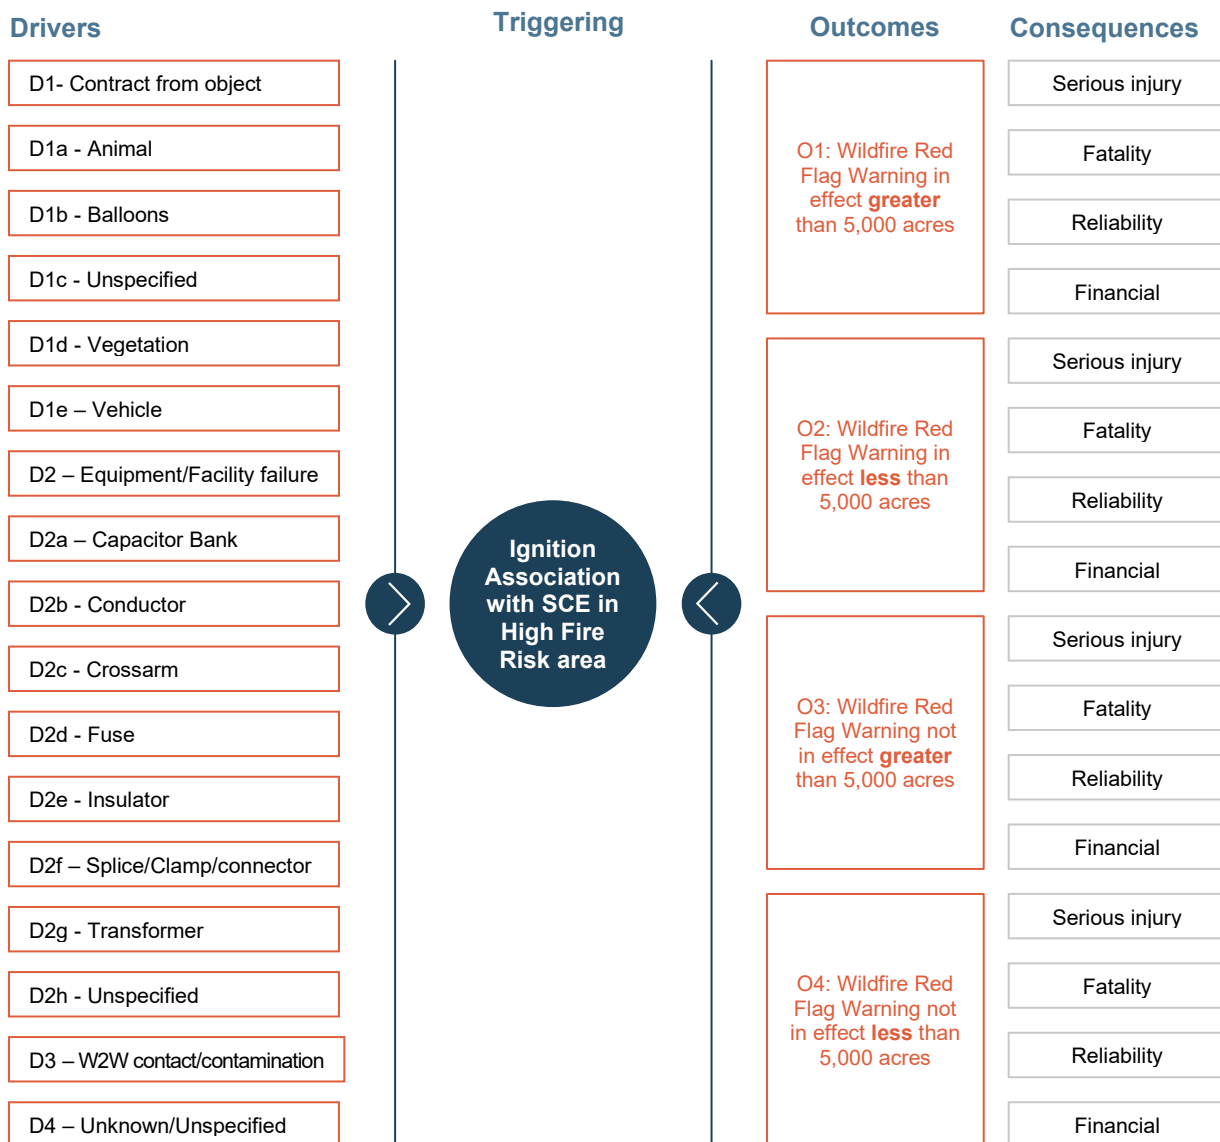 Drivers
Triggering
Outcomes
Consequences
D1- Contract from object
D1a - Animal
D1b - Balloons
D1c - Unspecified
D1d - Vegetation
D1e – Vehicle
D2 – Equipment/Facility failure
D2a – Capacitor Bank
D2b - Conductor
D2c - Crossarm
D2d - Fuse
D2e - Insulator
D2f – Splice/Clamp/connector
D2g - Transformer
D2h - Unspecified
D3 – W2W contact/contamination
D4 – Unknown/Unspecified
Ignition
Association
with SCE in
High Fire
Risk area
O1: Wildfire Red
Flag Warning in
effect greater
than 5,000 acres
Serious injury
Fatality
Reliability
Financial
O2: Wildfire Red
Flag Warning in
effect less than
5,000 acres
Serious injury
Fatality
Reliability
Financial
O3: Wildfire Red
Flag Warning not
in effect greater
than 5,000 acres
Serious injury
Fatality
Reliability
Financial
O4: Wildfire Red
Flag Warning not
in effect less than
5,000 acres
Serious injury
Fatality
Reliability
Financial